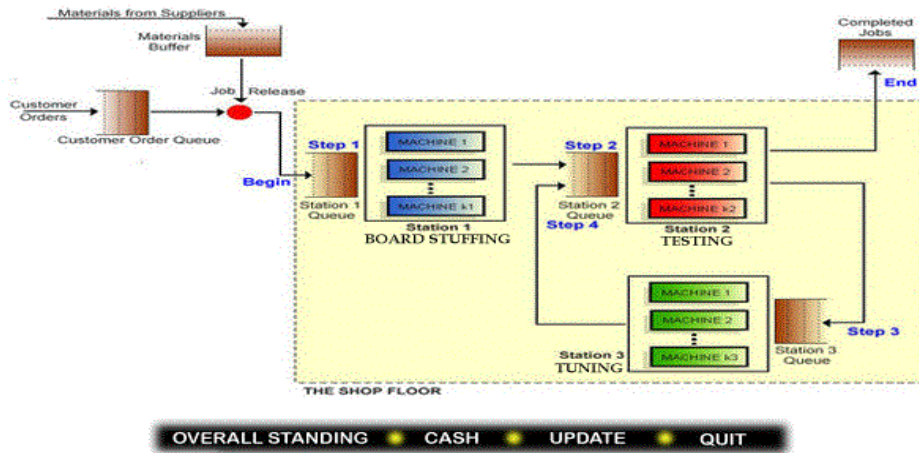 Materials from Suppliers
Materials
Buffer
Completed
Jobs
Job Release
End
Customer
Orders
Customer Order Queue
Begin
Step 1
Station 1
Queue
MACHINE 1
MACHINE 2
MACHINE k1
Station 1
BOARD STUFFING
Step 2
Station 2
Queue
Step 4
MACHINE 1
MACHINE 2
MACHINE k2
Station 2
TESTING
MACHINE 1
MACHINE 2
MACHINE k3
Station 3
TUNING
Step 3
Station 3
Queue
THE SHOP FLOOR
OVERALL STANDING CASH UPDATE QUIT